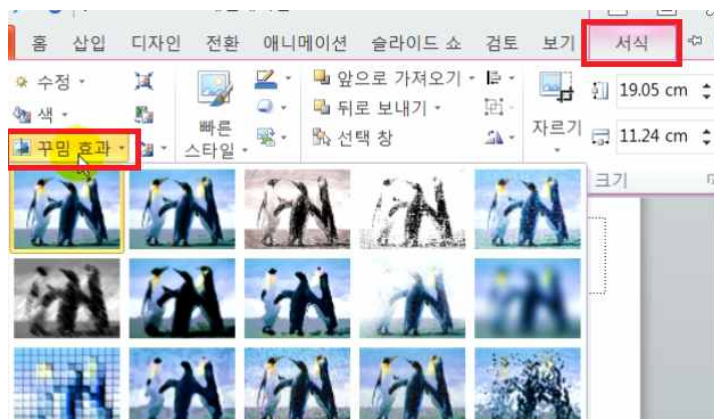 홈 삽입 디자인 전환 애니메이션 슬라이드 쇼 검토 보기 서식
수정 앞으로 가져오기 19.05 cm
색 뒤로 보내기
꾸밈 효과 빠른 스타일 선택 창 자르기 11.24 cm
크기